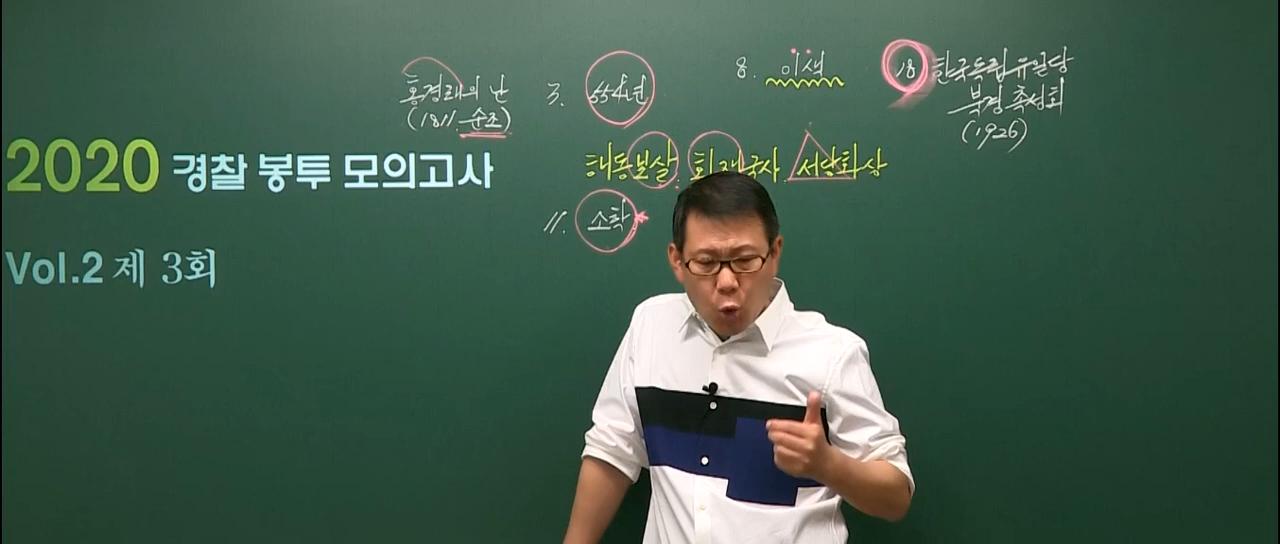 홍경래의 난
(1811. 순조)
3. 554년
8. 이색
18 한국독립유일당
북경촉성회
(1926)
2020 경찰 봉투 모의고사
해동보살. 회재국사. 서당화상
11. 소학
Vol.2 제 3회